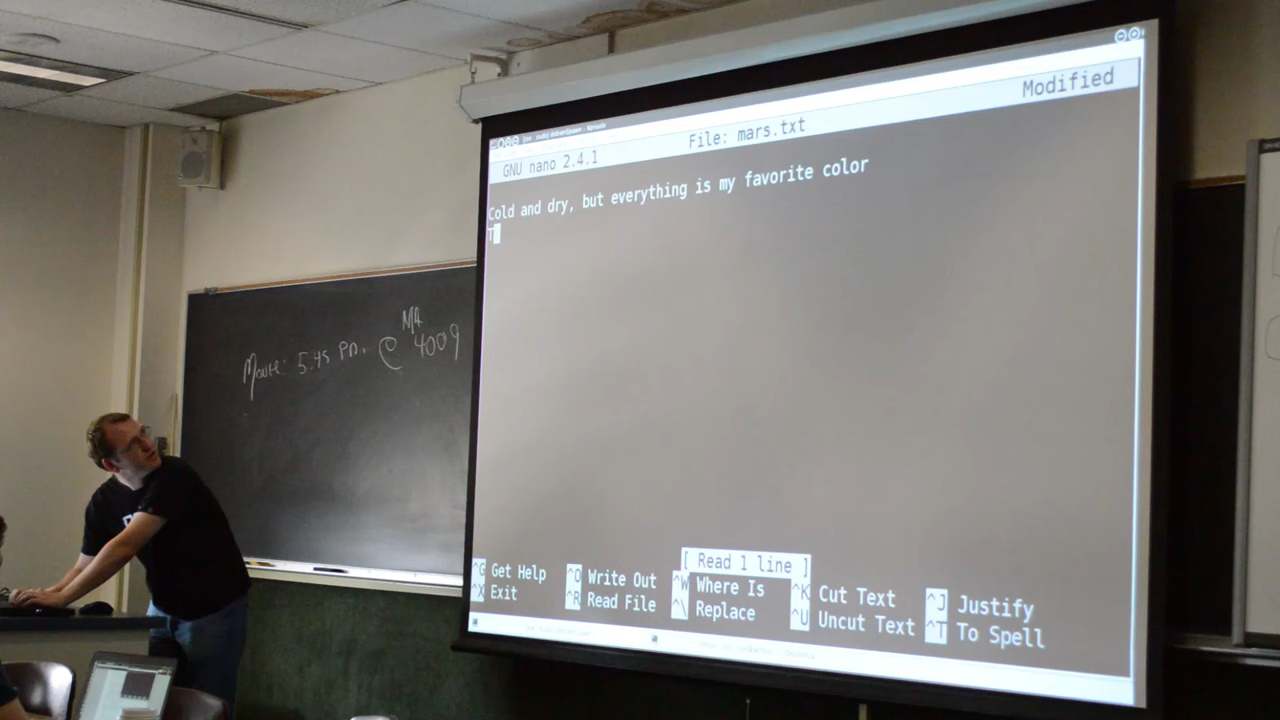 Modified
File: mars.txt
GNU nano 2.4.1
Cold and dry, but everything is my favorite color
T
[ Read 1 line ]
^G Get Help ^O Write Out ^W Where Is ^K Cut Text ^J Justify
^X Exit ^R Read File ^\ Replace ^U Uncut Text ^T To Spell
MA
5:45 PM. @ 4009